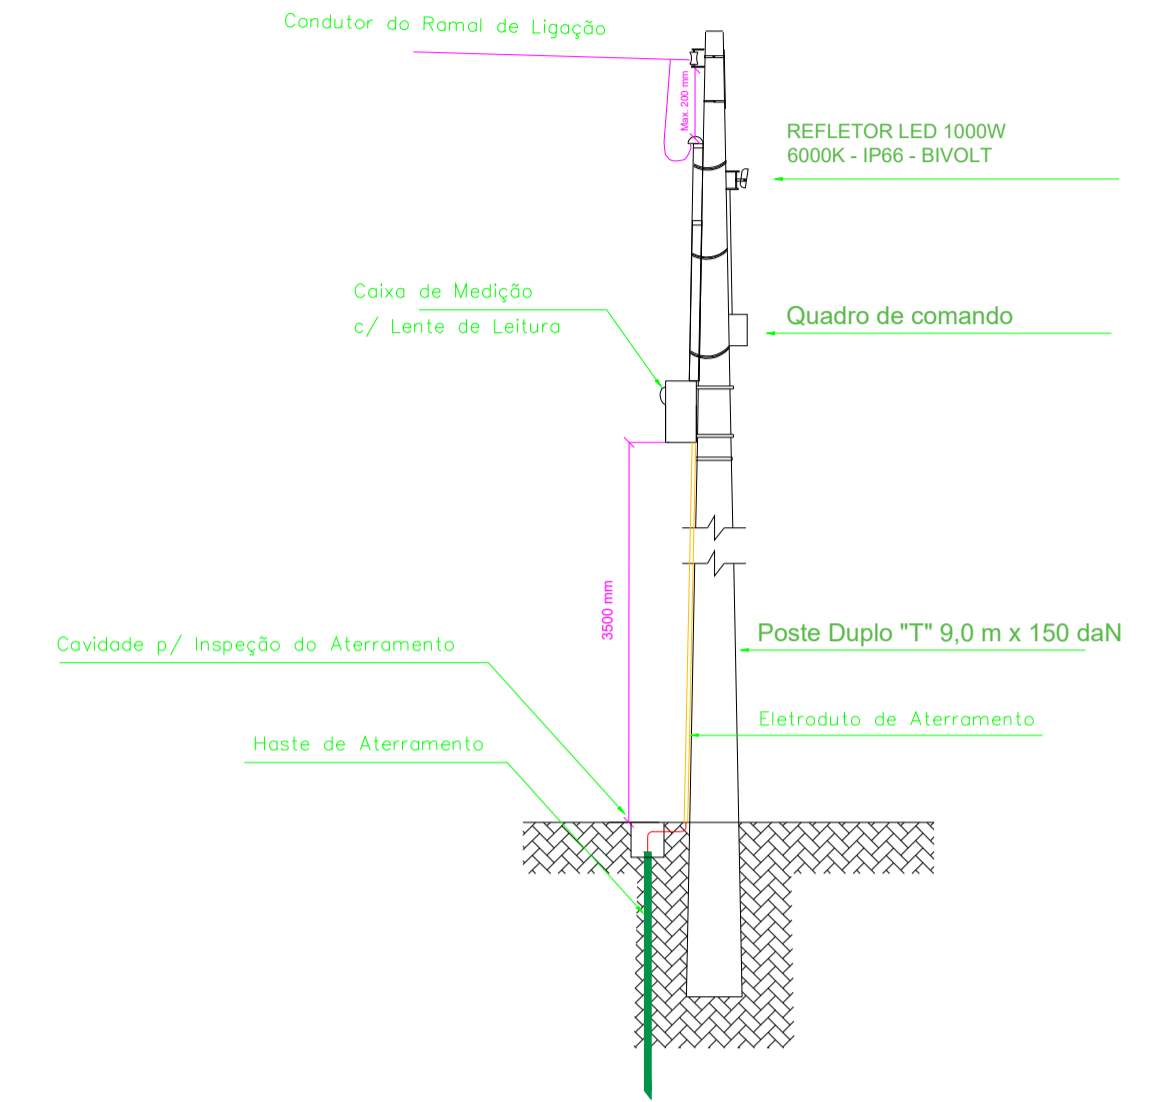 Condutor do Ramal de Ligação
Max. 200 mm
REFLETOR LED 1000W
6000K - IP66 - BIVOLT
Caixa de Medição
c/ Lente de Leitura
Quadro de comando
3500 mm
Poste Duplo "T" 9,0 m x 150 daN
Cavidade p/ Inspeção do Aterramento
Eletroduto de Aterramento
Haste de Aterramento